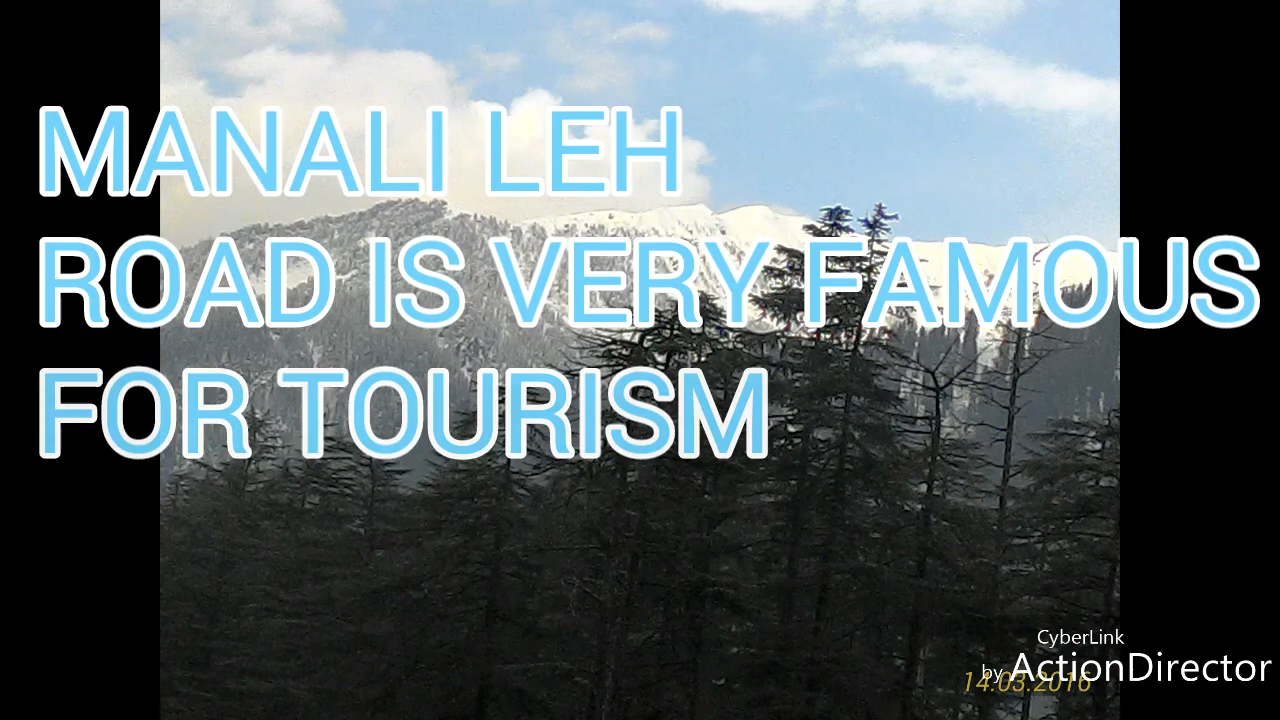 MANALI LEH
ROAD IS VERY FAMOUS
FOR TOURISM
CyberLink
by ActionDirector
14.03.2016